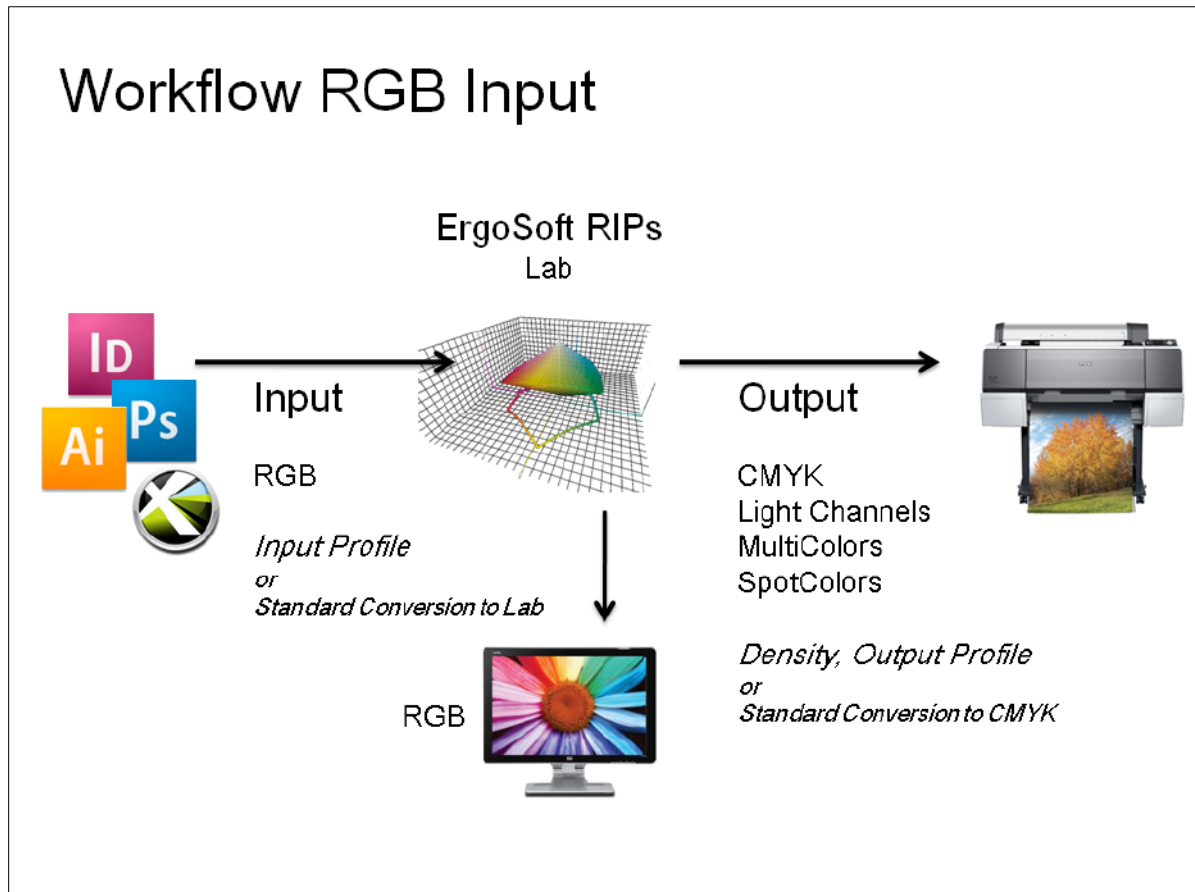 Workflow RGB Input
ErgoSoft RIPs
Lab
ID
Ps
Ai
Input
RGB
Input Profile
or
Standard Conversion to Lab
Output
CMYK
Light Channels
MultiColors
SpotColors
Density, Output Profile
or
Standard Conversion to CMYK
RGB